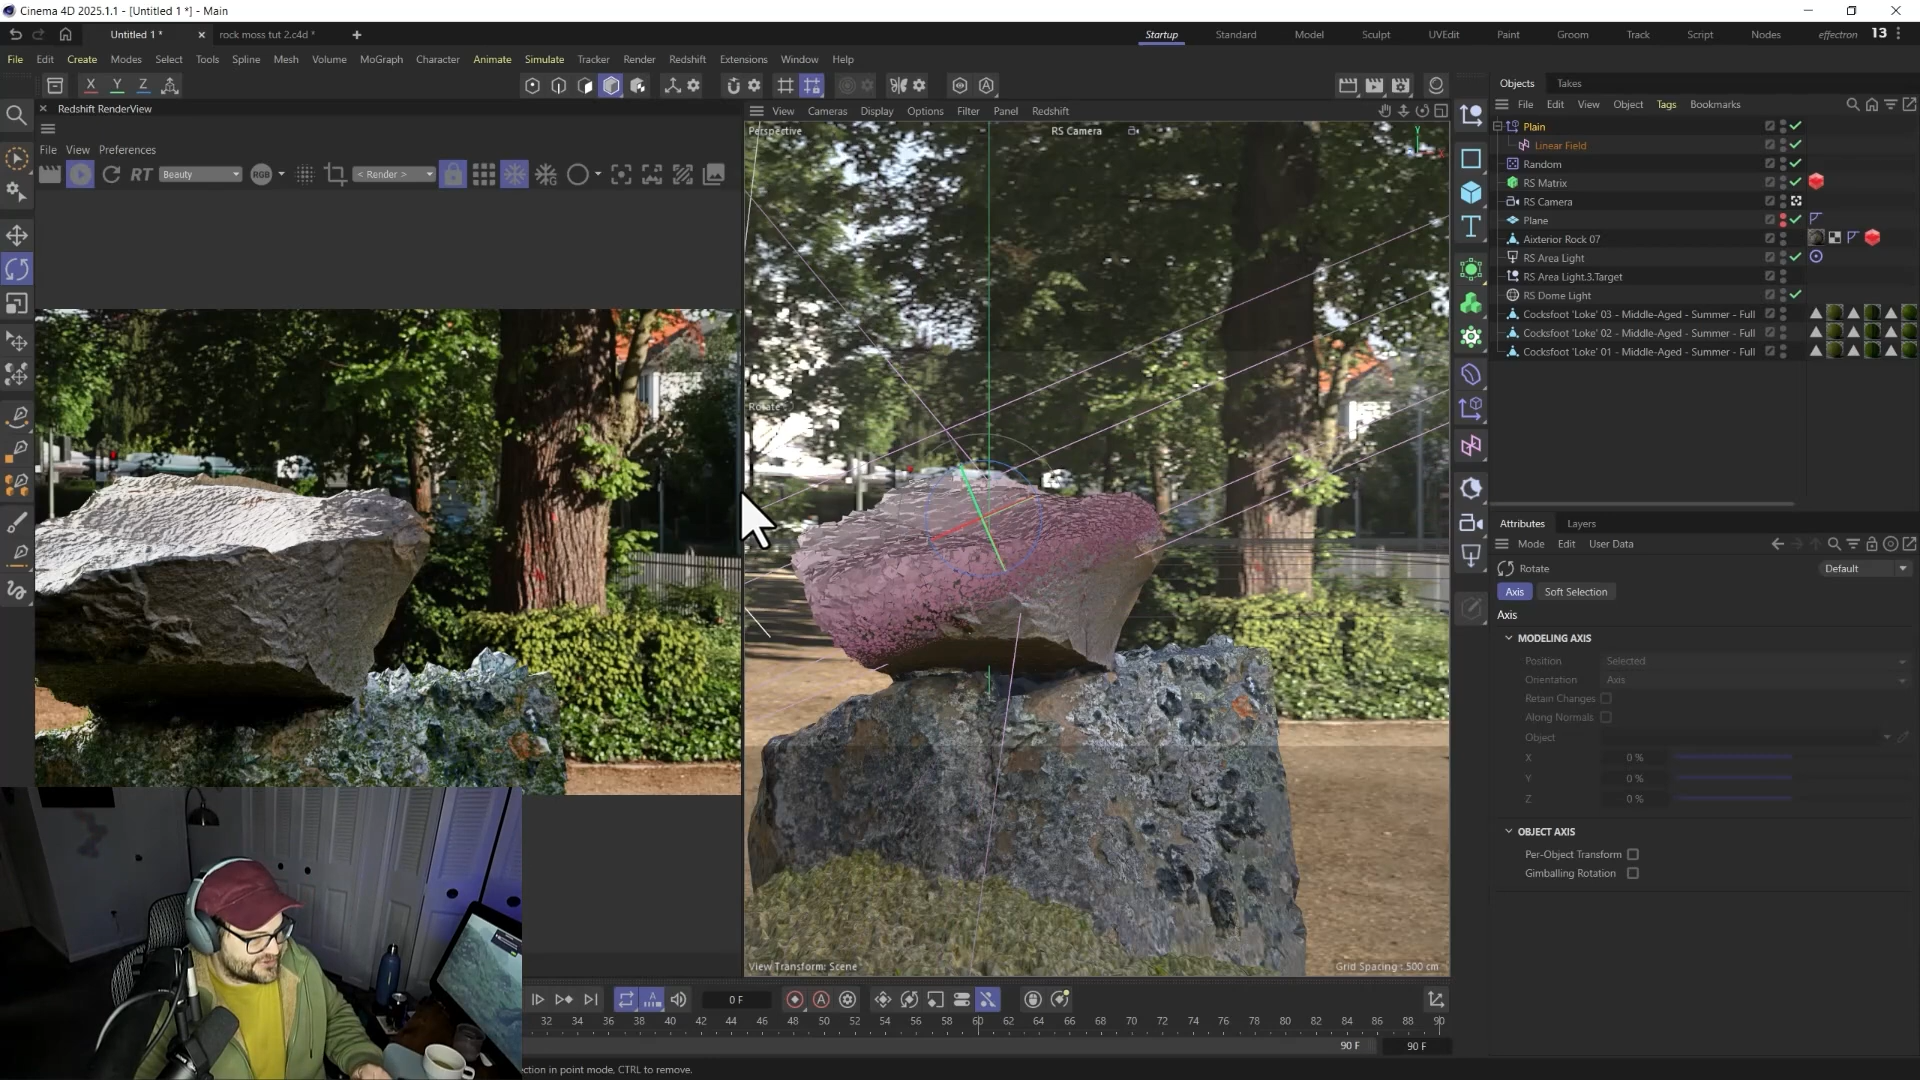 Cinema 4D 2025.1.1 - [Untitled 1 *] - Main
Untitled 1 *
rock moss tut 2.c4d *
Startup
Standard
Model
Sculpt
UVEdit
Paint
Groom
Track
Script
Nodes
effectron
13
File Edit Create Modes Select Tools Spline Mesh Volume MoGraph Character Animate Simulate Tracker Render Redshift Extensions Window Help
X Y Z
Redshift RenderView
File View Preferences
RT
Beauty
RGB
< Render >
View Cameras Display Options Filter Panel Redshift
Perspective
RS Camera
Y
Rotate
View Transform: Scene
Grid Spacing : 500 cm
Objects
Takes
File Edit View Object Tags Bookmarks
Plain
Linear Field
Random
RS Matrix
RS Camera
Plane
Aixterior Rock 07
RS Area Light
RS Area Light.3.Target
RS Dome Light
Cocksfoot 'Loke' 03 - Middle-Aged - Summer - Full
Cocksfoot 'Loke' 02 - Middle-Aged - Summer - Full
Cocksfoot 'Loke' 01 - Middle-Aged - Summer - Full
Attributes
Layers
Mode Edit User Data
Rotate
Default
Axis
Soft Selection
Axis
MODELING AXIS
Position Selected
Orientation Axis
Retain Changes
Along Normals
Object
X 0 %
Y 0 %
Z 0 %
OBJECT AXIS
Per-Object Transform
Gimballing Rotation
0 F
32 34 36 38 40 42 44 46 48 50 52 54 56 58 60 62 64 66 68 70 72 74 76 78 80 82 84 86 88 90
90 F
90 F
ction in point mode, CTRL to remove.